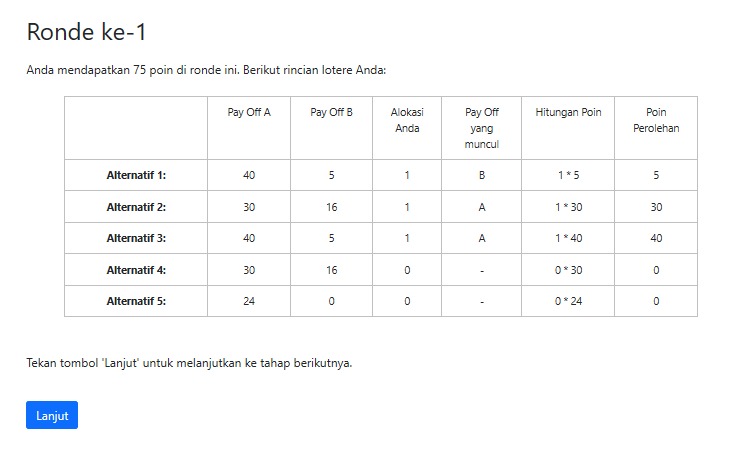 Ronde ke-1
Anda mendapatkan 75 poin di ronde ini. Berikut rincian lotere Anda:
Pay Off A Pay Off B Alokasi Anda Pay Off yang muncul Hitungan Poin Poin Perolehan
Alternatif 1: 40 5 1 B 1 * 5 5
Alternatif 2: 30 16 1 A 1 * 30 30
Alternatif 3: 40 5 1 A 1 * 40 40
Alternatif 4: 30 16 0 - 0 * 30 0
Alternatif 5: 24 0 0 - 0 * 24 0
Tekan tombol 'Lanjut' untuk melanjutkan ke tahap berikutnya.
Lanjut